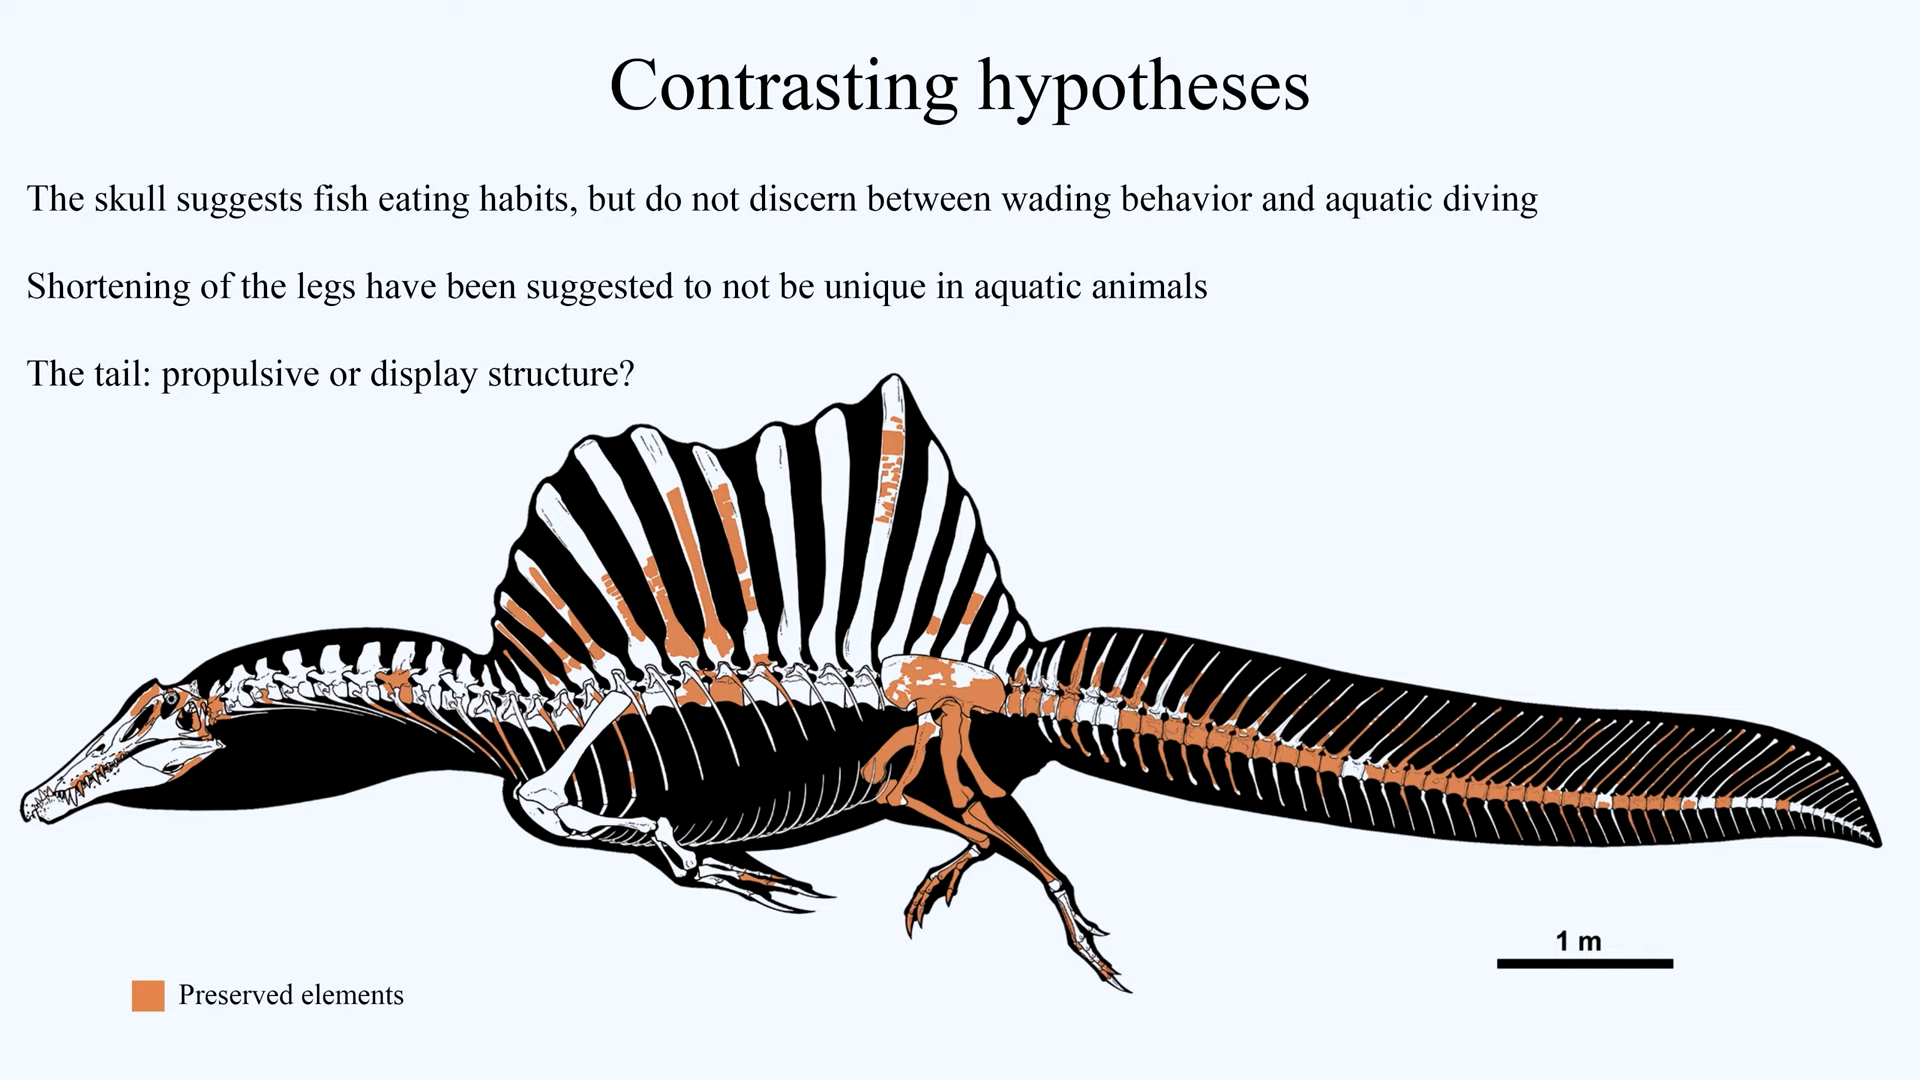 Contrasting hypotheses
The skull suggests fish eating habits, but do not discern between wading behavior and aquatic diving
Shortening of the legs have been suggested to not be unique in aquatic animals
The tail: propulsive or display structure?
1 m
Preserved elements